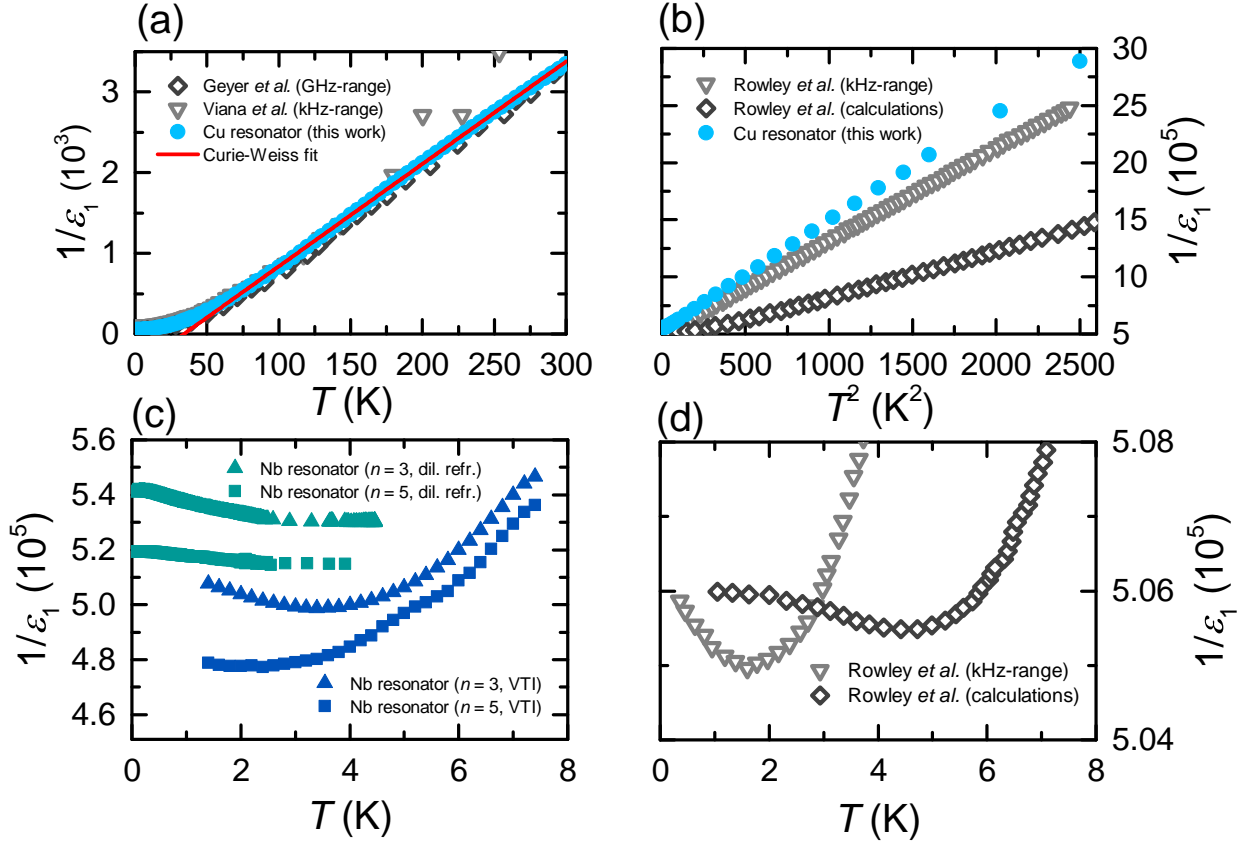 (a)
3
2
1
0
1/ε₁ (10³)
Geyer et al. (GHz-range)
Viana et al. (kHz-range)
Cu resonator (this work)
Curie-Weiss fit
0 50 100 150 200 250 300
T (K)
(b)
Rowley et al. (kHz-range)
Rowley et al. (calculations)
Cu resonator (this work)
30
25
20
15
10
5
1/ε₁ (10⁵)
0 500 1000 1500 2000 2500
T² (K²)
(c)
5.6
5.4
5.2
5.0
4.8
4.6
1/ε₁ (10⁵)
Nb resonator (n = 3, dil. refr.)
Nb resonator (n = 5, dil. refr.)
Nb resonator (n = 3, VTI)
Nb resonator (n = 5, VTI)
0 2 4 6 8
T (K)
(d)
5.08
5.06
5.04
1/ε₁ (10⁵)
Rowley et al. (kHz-range)
Rowley et al. (calculations)
0 2 4 6 8
T (K)